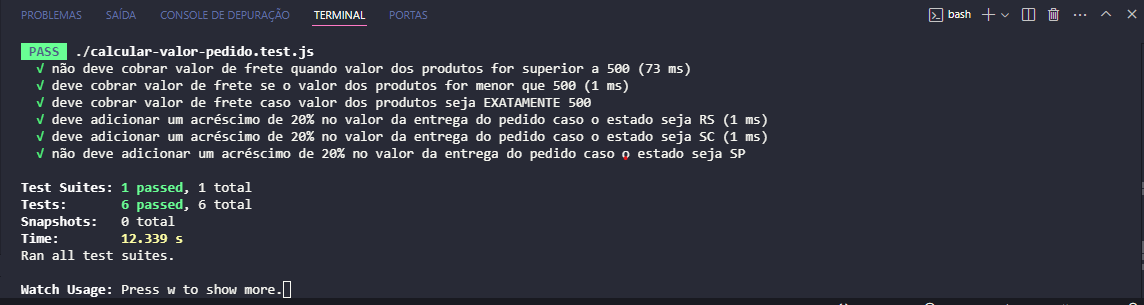 PROBLEMAS SAÍDA CONSOLE DE DEPURAÇÃO TERMINAL PORTAS bash
PASS ./calcular-valor-pedido.test.js
√ não deve cobrar valor de frete quando valor dos produtos for superior a 500 (73 ms)
√ deve cobrar valor de frete se o valor dos produtos for menor que 500 (1 ms)
√ deve cobrar valor de frete caso valor dos produtos seja EXATAMENTE 500
√ deve adicionar um acréscimo de 20% no valor da entrega do pedido caso o estado seja RS (1 ms)
√ deve adicionar um acréscimo de 20% no valor da entrega do pedido caso o estado seja SC (1 ms)
√ não deve adicionar um acréscimo de 20% no valor da entrega do pedido caso o estado seja SP
Test Suites: 1 passed, 1 total
Tests: 6 passed, 6 total
Snapshots: 0 total
Time: 12.339 s
Ran all test suites.
Watch Usage: Press w to show more.